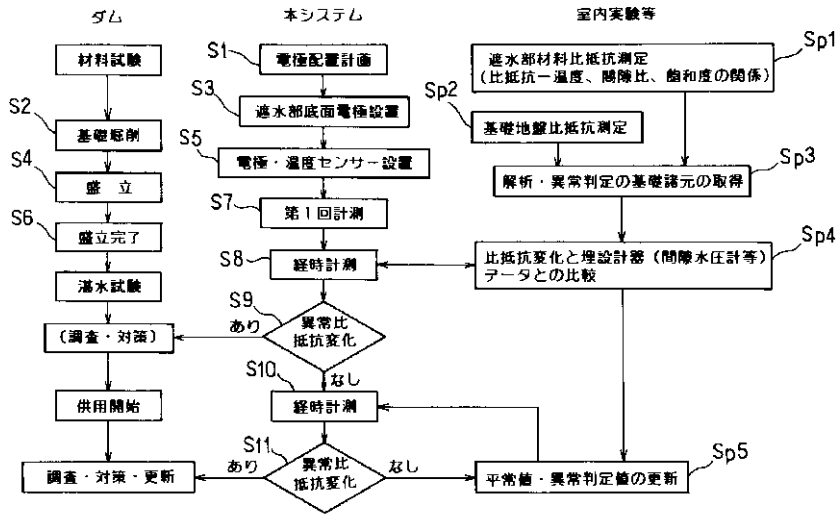 ダム
本システム
室内実験等
材料試験
S2
基礎掘削
S4
盛 立
S6
盛立完了
湛水試験
(調査・対策)
供用開始
調査・対策・更新
S1
電極配置計画
S3
遮水部底面電極設置
S5
電極・温度センサー設置
S7
第1回計測
S8
経時計測
S9
異常比
抵抗変化
あり
なし
S10
経時計測
S11
異常比
抵抗変化
あり
なし
Sp1
遮水部材料比抵抗測定
(比抵抗ー温度、間隙比、飽和度の関係)
Sp2
基礎地盤比抵抗測定
Sp3
解析・異常判定の基礎諸元の取得
Sp4
比抵抗変化と埋設計器(間隙水圧計等)
データとの比較
Sp5
平常値・異常判定値の更新